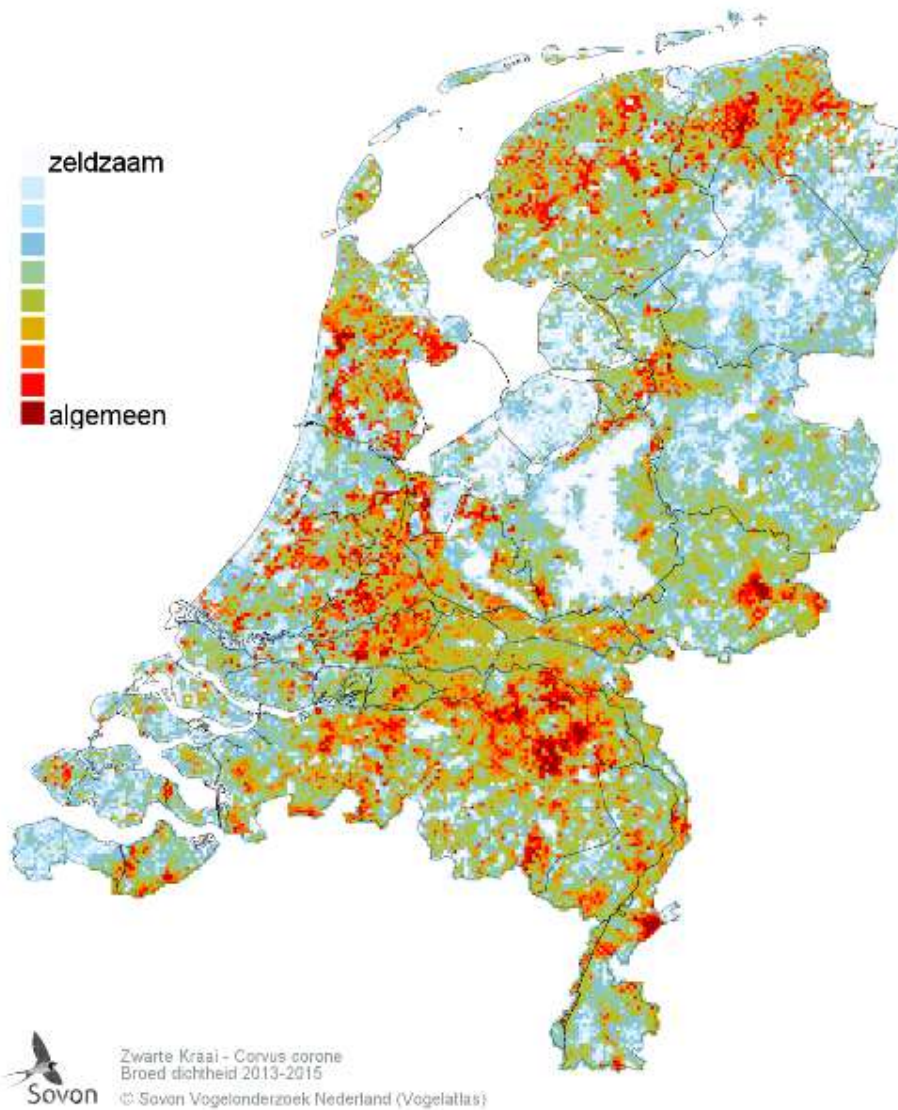 zeldzaam
algemeen
Zwarte Kraai - Corvus corone
Broed dichtheid 2013-2015
© Sovon Vogelonderzoek Nederland (Vogelatlas)
Sovon